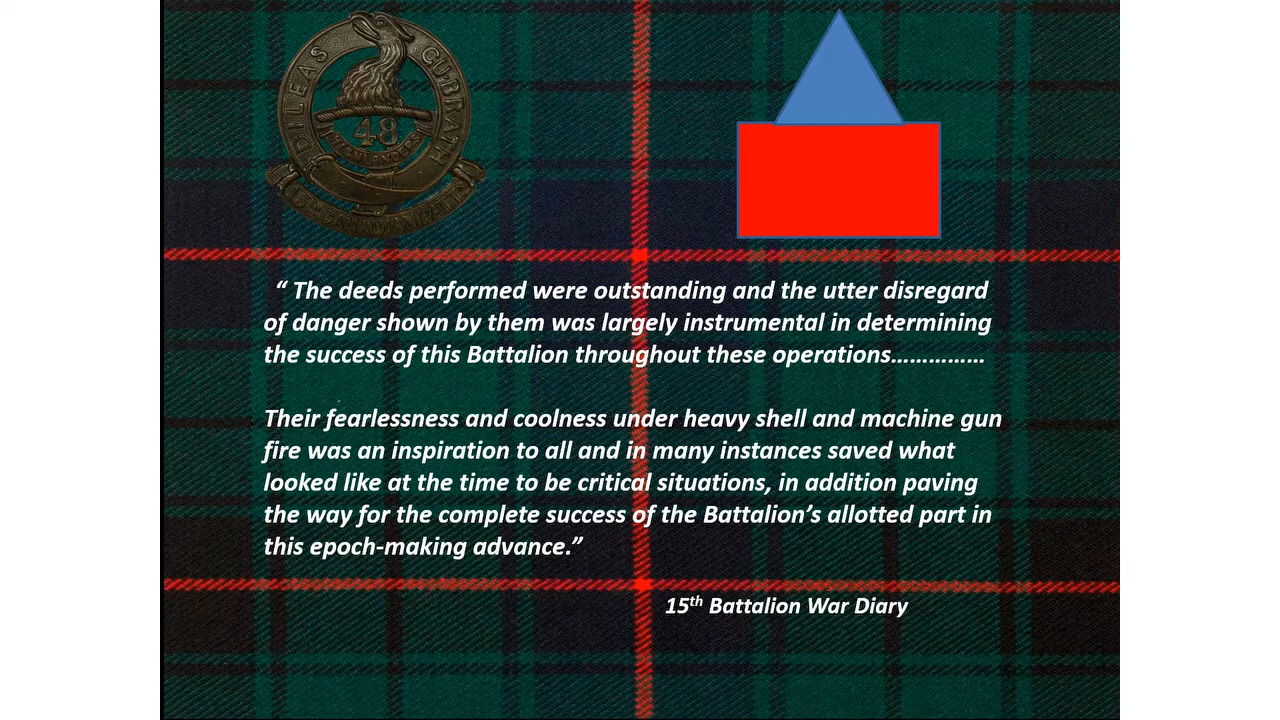 DILEAS CU-BRATH
48
HIGHLANDERS
15TH CANADIAN BATT'N
“ The deeds performed were outstanding and the utter disregard
of danger shown by them was largely instrumental in determining
the success of this Battalion throughout these operations……………
Their fearlessness and coolness under heavy shell and machine gun
fire was an inspiration to all and in many instances saved what
looked like at the time to be critical situations, in addition paving
the way for the complete success of the Battalion’s allotted part in
this epoch-making advance.”
15th Battalion War Diary